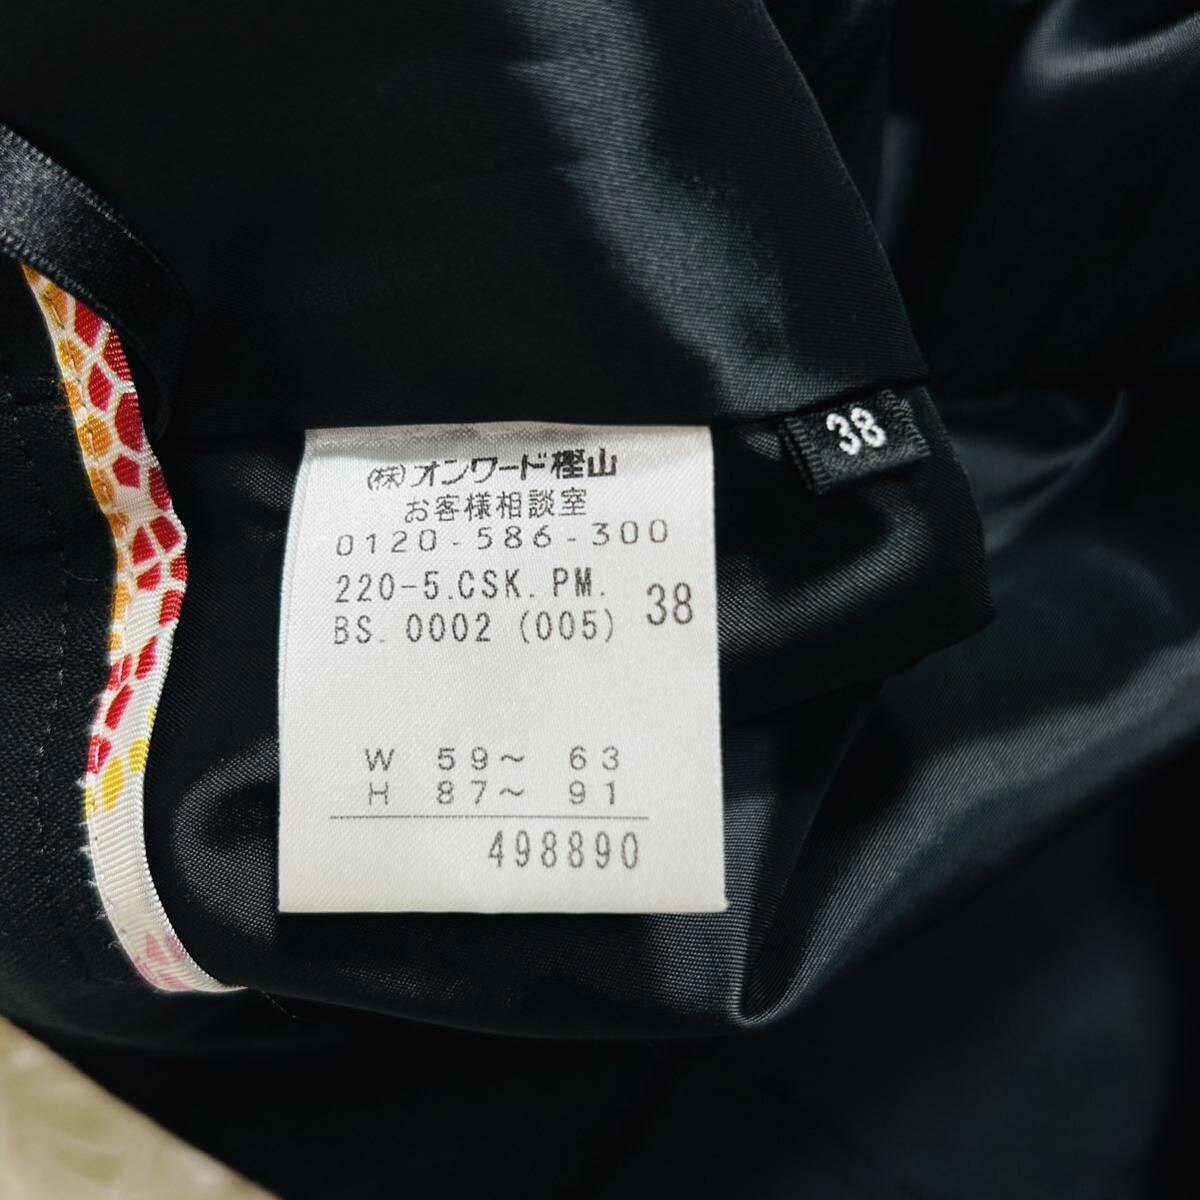 38
(株)オンワード樫山
お客様相談室
0120-586-300
220-5.CSK.PM.
BS.0002 (005) 38
W 59～ 63
H 87～ 91
498890